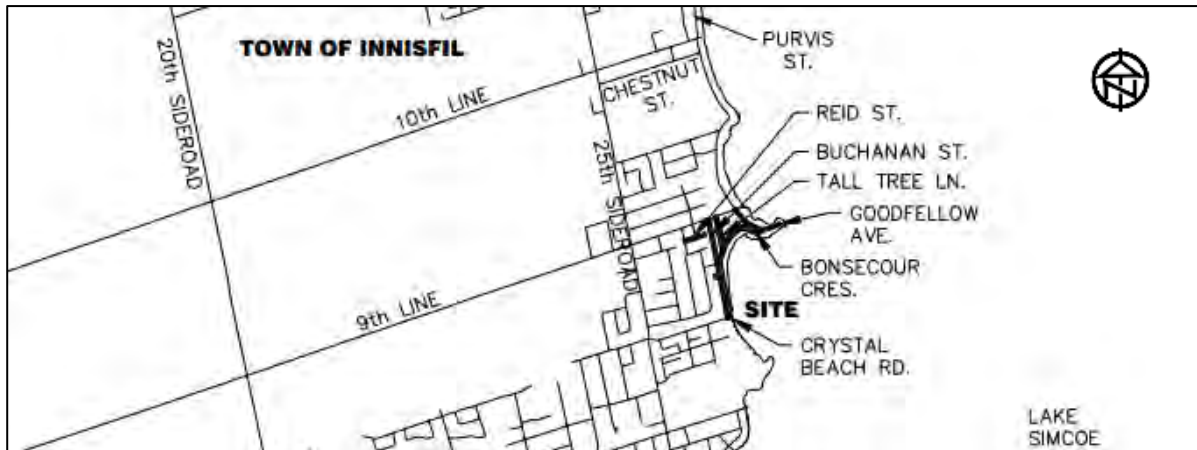 TOWN OF INNISFIL
20th SIDEROAD
10th LINE
CHESTNUT
ST.
PURVIS
ST.
N
REID ST.
BUCHANAN ST.
TALL TREE LN.
GOODFELLOW
AVE.
25th SIDEROAD
BONSECOUR
CRES.
9th LINE
SITE
CRYSTAL
BEACH RD.
LAKE
SIMCOE